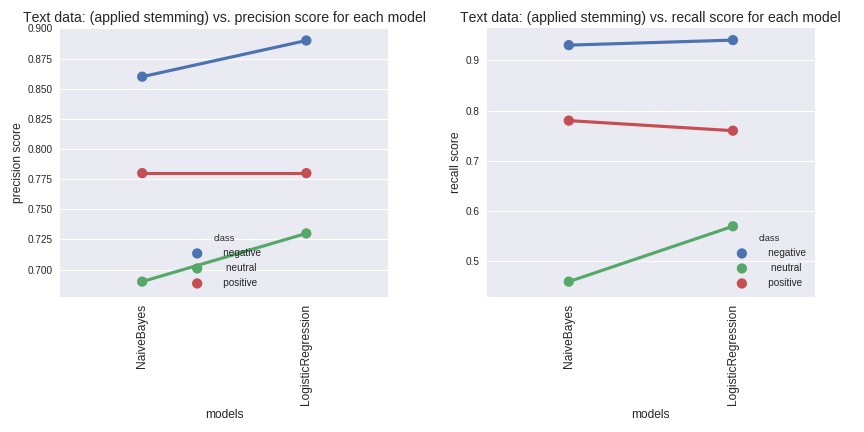 Text data: (applied stemming) vs. precision score for each model
0.900
0.875
0.850
0.825
0.800
0.775
0.750
0.725
0.700
precision score
class
negative
neutral
positive
NaiveBayes
LogisticRegression
models
Text data: (applied stemming) vs. recall score for each model
0.9
0.8
0.7
0.6
0.5
recall score
class
negative
neutral
positive
NaiveBayes
LogisticRegression
models